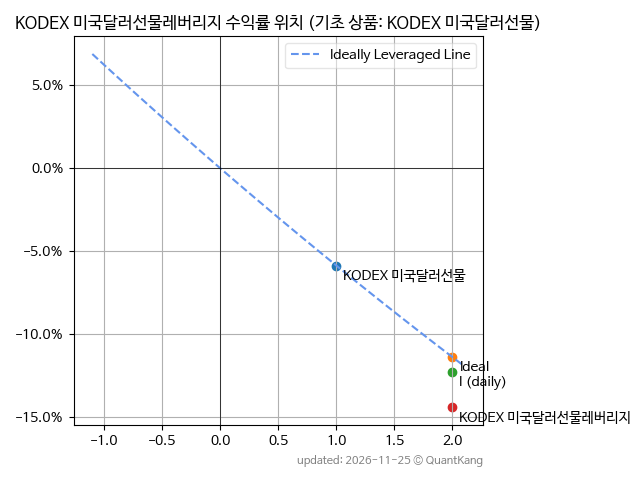 KODEX 미국달러선물레버리지 수익률 위치 (기초 상품: KODEX 미국달러선물)
Ideally Leveraged Line
5.0%
0.0%
−5.0%
−10.0%
−15.0%
KODEX 미국달러선물
Ideal
l (daily)
KODEX 미국달러선물레버리지
−1.0 −0.5 0.0 0.5 1.0 1.5 2.0
updated: 2026-11-25 © QuantKang